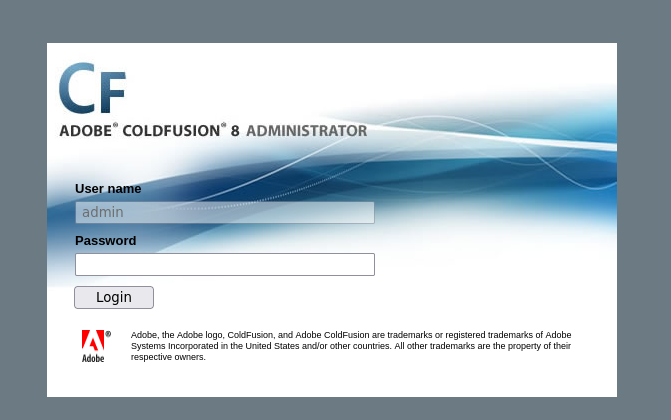 CF
ADOBE® COLDFUSION® 8 ADMINISTRATOR
User name
admin
Password
Login
Adobe, the Adobe logo, ColdFusion, and Adobe ColdFusion are trademarks or registered trademarks of Adobe
Systems Incorporated in the United States and/or other countries. All other trademarks are the property of their
respective owners.
®
Adobe